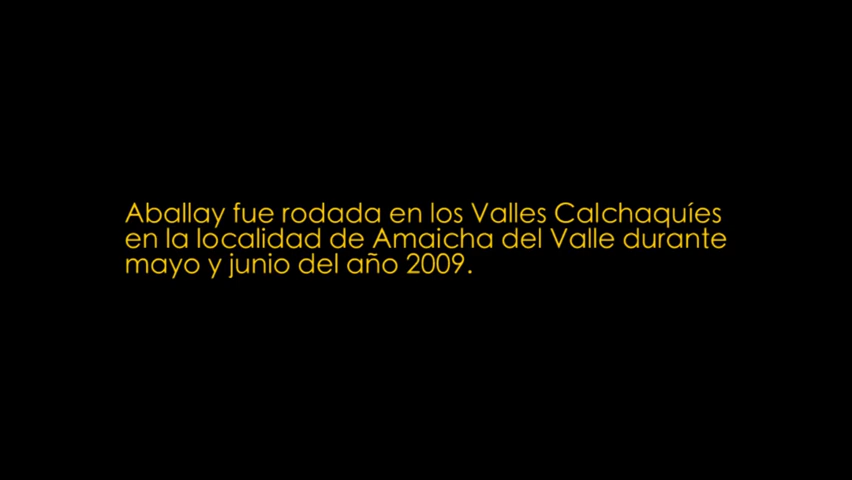 Aballay fue rodada en los Valles Calchaquíes
en la localidad de Amaicha del Valle durante
mayo y junio del año 2009.